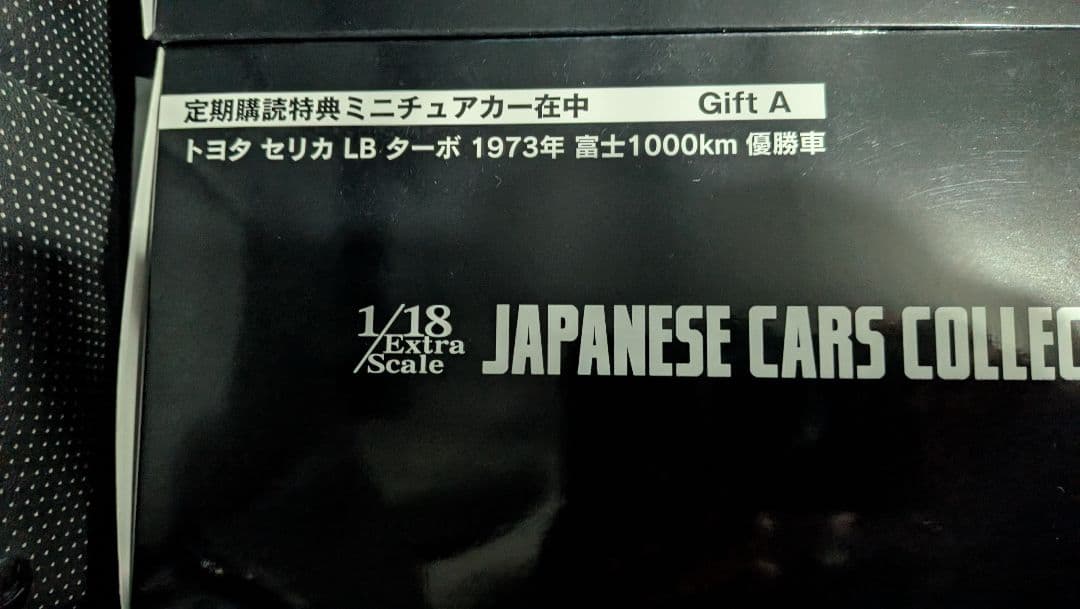 定期購読特典ミニチュアカー在中 Gift A
トヨタ セリカ LB ターボ 1973年 富士1000km 優勝車
1/18
Extra
Scale
JAPANESE CARS COLLEC